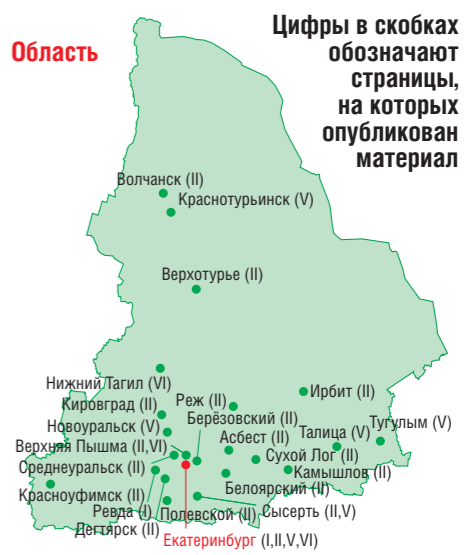 Область
Цифры в скобках
обозначают
страницы,
на которых
опубликован
материал
Волчанск (II)
Краснотурьинск (V)
Верхотурье (II)
Нижний Тагил (VI)
Ирбит (II)
Реж (II)
Кировград (II)
Берёзовский (II)
Тугулым (V)
Новоуральск (V)
Асбест (II)
Талица (V)
Верхняя Пышма (II,VI)
Сухой Лог (II)
Среднеуральск (II)
Камышлов (II)
Белоярский (II)
Красноуфимск (II)
Ревда (I)
Полевской (II)
Сысерть (II,V)
Дегтярск (II)
Екатеринбург (I,II,V,VI)